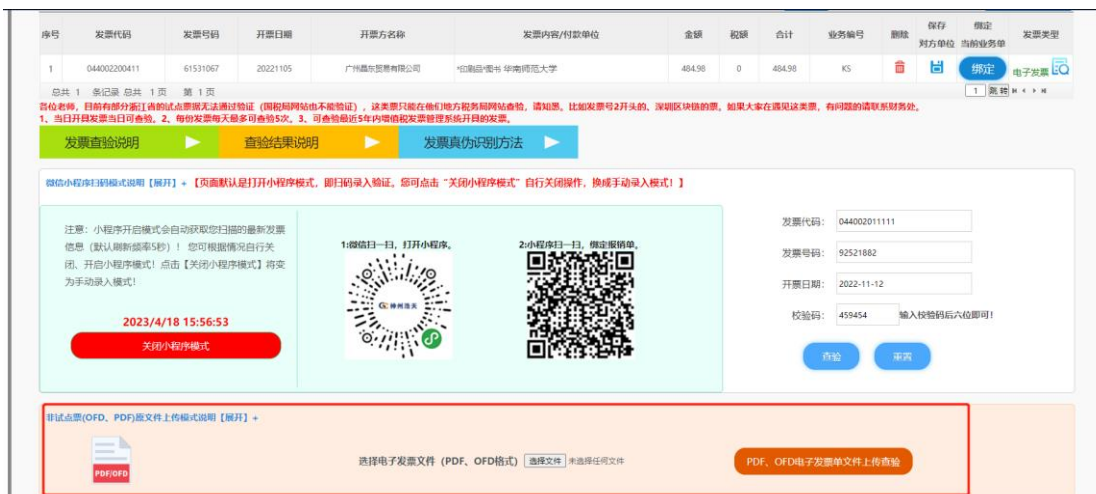 序号 发票代码 发票号码 开票日期 开票方名称 发票内容/付款单位 金额 税额 合计 业务编号 删除 保存对方单位 绑定当前业务单 发票类型
1 044002200411 61531067 20221105 广州晶东贸易有限公司 *印刷品*图书 华南师范大学 484.98 0 484.98 KS 绑定 电子发票
总共 1 条记录 总共 1 页 第 1 页 1 跳转
各位老师，目前有部分浙江省的试点票据无法通过验证（国税局网站也不能验证），这类票只能在他们地方税务局网站查验，请知悉。比如发票号2开头的、深圳区块链的票，如果大家在遇见这类票，有问题的请联系财务处。
1、当日开具发票当日可查验。2、每份发票每天最多可查验5次。3、可查验最近5年内增值税发票管理系统开具的发票。
发票查验说明 查验结果说明 发票真伪识别方法
微信小程序扫码模式说明【展开】+ 【页面默认是打开小程序模式，即扫码录入验证。您可点击“关闭小程序模式”自行关闭操作，换成手动录入模式！】
注意：小程序开启模式会自动获取您扫描的最新发票
信息（默认刷新频率5秒）！ 您可根据情况自行关
闭、开启小程序模式！点击【关闭小程序模式】将变
为手动录入模式！
2023/4/18 15:56:53
关闭小程序模式
1:微信扫一扫，打开小程序。
神州浩天
2:小程序扫一扫，绑定报销单。
发票代码： 044002011111
发票号码： 92521882
开票日期： 2022-11-12
校验码： 459454 输入校验码后六位即可！
查验 重置
非试点票(OFD、PDF)原文件上传模式说明【展开】+
PDF/OFD
选择电子发票文件（PDF、OFD格式） 选择文件 未选择任何文件
PDF、OFD电子发票单文件上传查验